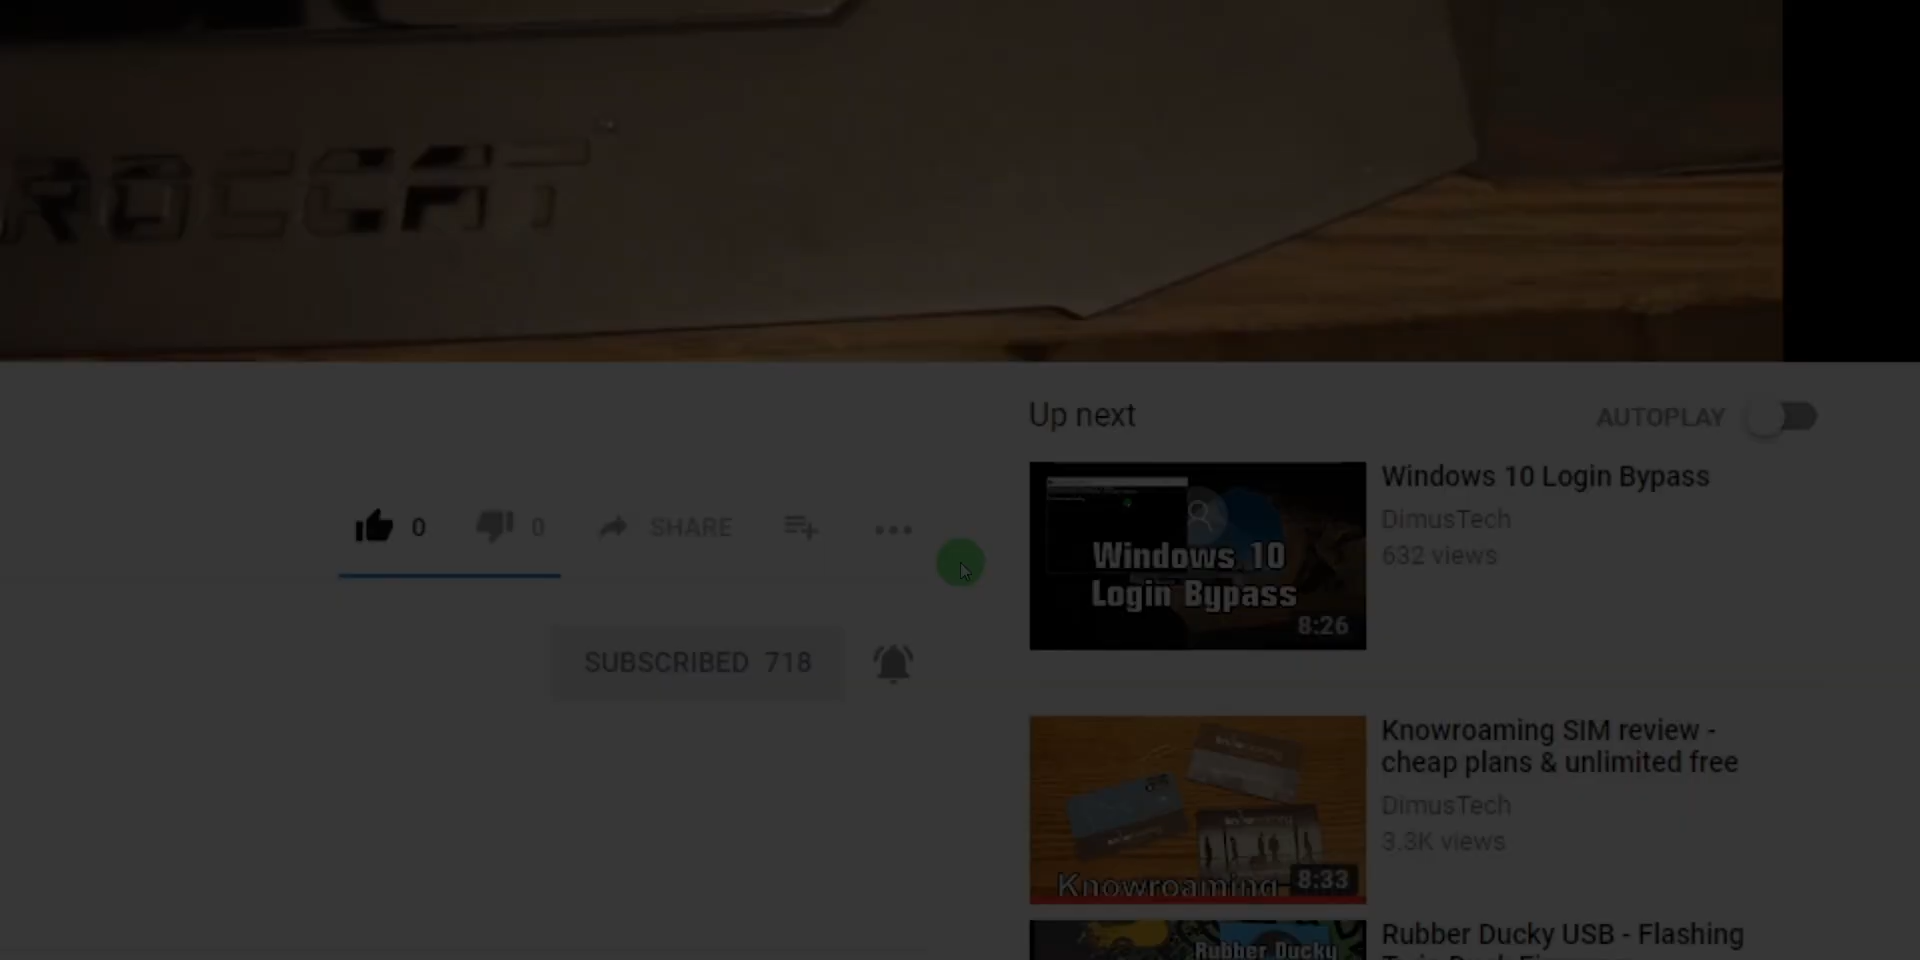 ROCCAT
Up next
AUTOPLAY
0
0
SHARE
SUBSCRIBED 718
Windows 10
Login Bypass
8:26
Windows 10 Login Bypass
DimusTech
632 views
Knowroaming
8:33
Knowroaming SIM review -
cheap plans & unlimited free
DimusTech
3.3K views
Rubber Ducky
Rubber Ducky USB - Flashing